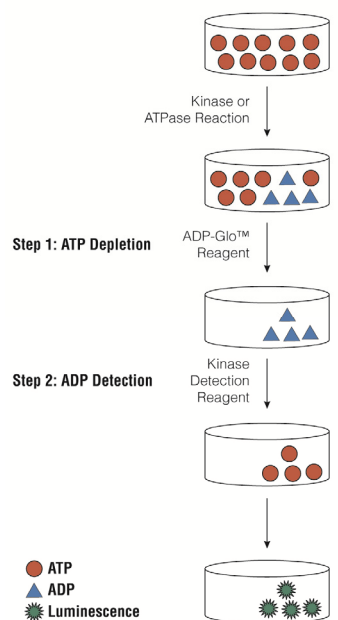 Kinase or
ATPase Reaction
Step 1: ATP Depletion
ADP-Glo™
Reagent
Step 2: ADP Detection
Kinase
Detection
Reagent
ATP
ADP
Luminescence